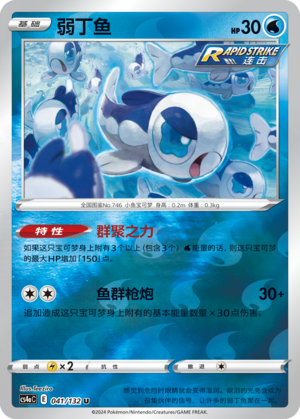 基础 弱丁鱼 HP30
RAPID STRIKE
连击
全国图鉴No.746 小鱼宝可梦 身高：0.2m 体重：0.3kg
特性 群聚之力
如果这只宝可梦身上附有3个以上(包含3个)能量的话，则这只宝可梦
的最大HP增加「150」点。
鱼群枪炮 30+
追加造成这只宝可梦身上附有的能量数量×30点伤害。
弱点 ×2 抵抗力 撤退
Illus.
CS4aC E 041/132 U
©2024 Pokémon/Nintendo/Creatures/GAME FREAK.